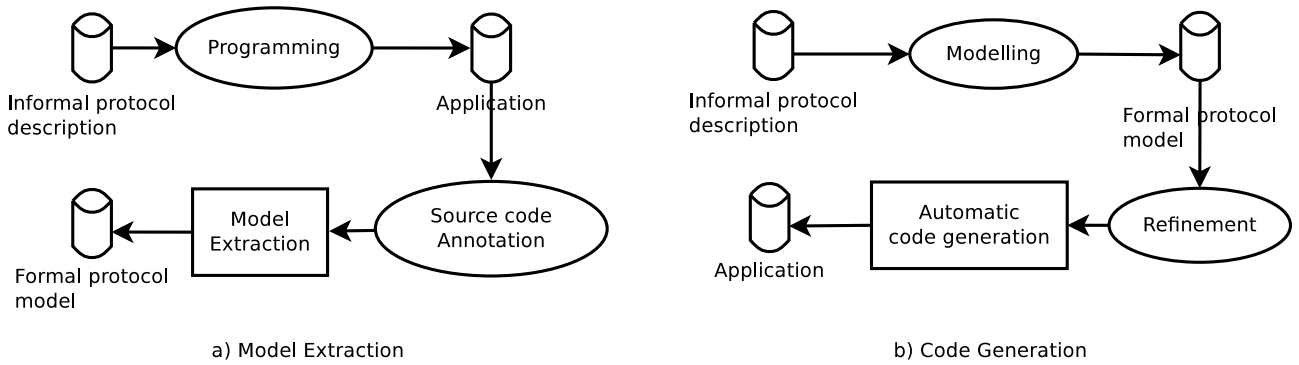 Programming
Informal protocol
description
Application
Model
Extraction
Source code
Annotation
Formal protocol
model
a) Model Extraction
Modelling
Informal protocol
description
Formal protocol
model
Automatic
code generation
Refinement
Application
b) Code Generation